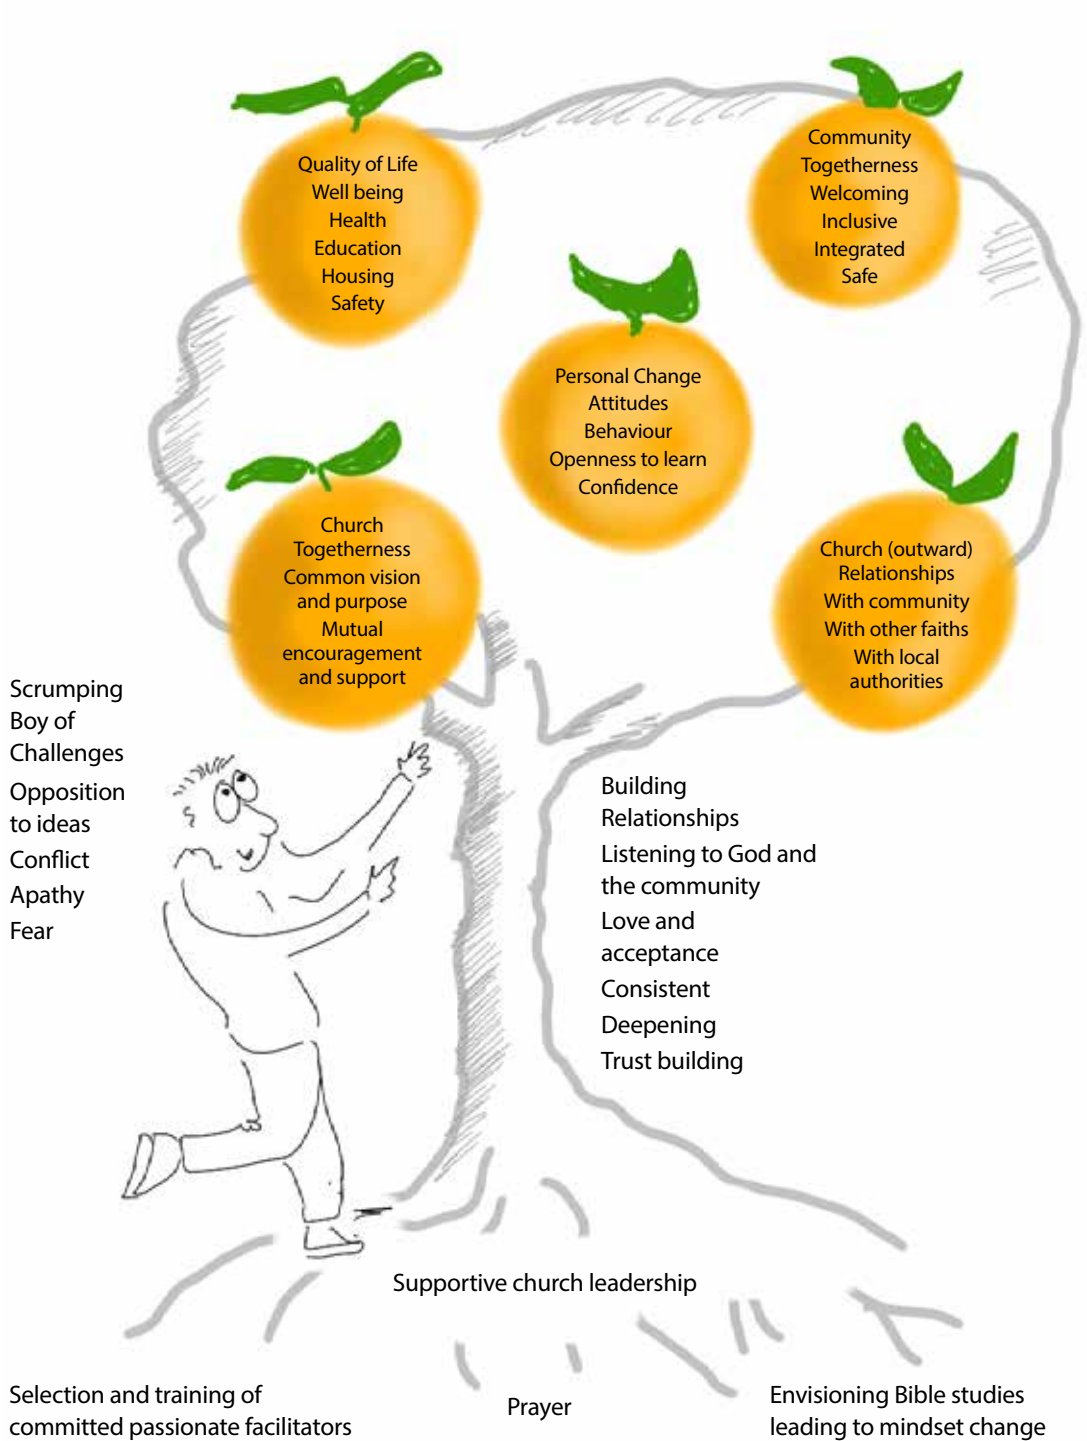 Quality of Life
Well being
Health
Education
Housing
Safety
Community
Togetherness
Welcoming
Inclusive
Integrated
Safe
Personal Change
Attitudes
Behaviour
Openness to learn
Confidence
Church
Togetherness
Common vision
and purpose
Mutual
encouragement
and support
Church (outward)
Relationships
With community
With other faiths
With local
authorities
Scrumping
Boy of
Challenges
Opposition
to ideas
Conflict
Apathy
Fear
Building
Relationships
Listening to God and
the community
Love and
acceptance
Consistent
Deepening
Trust building
Supportive church leadership
Selection and training of
committed passionate facilitators
Prayer
Envisioning Bible studies
leading to mindset change